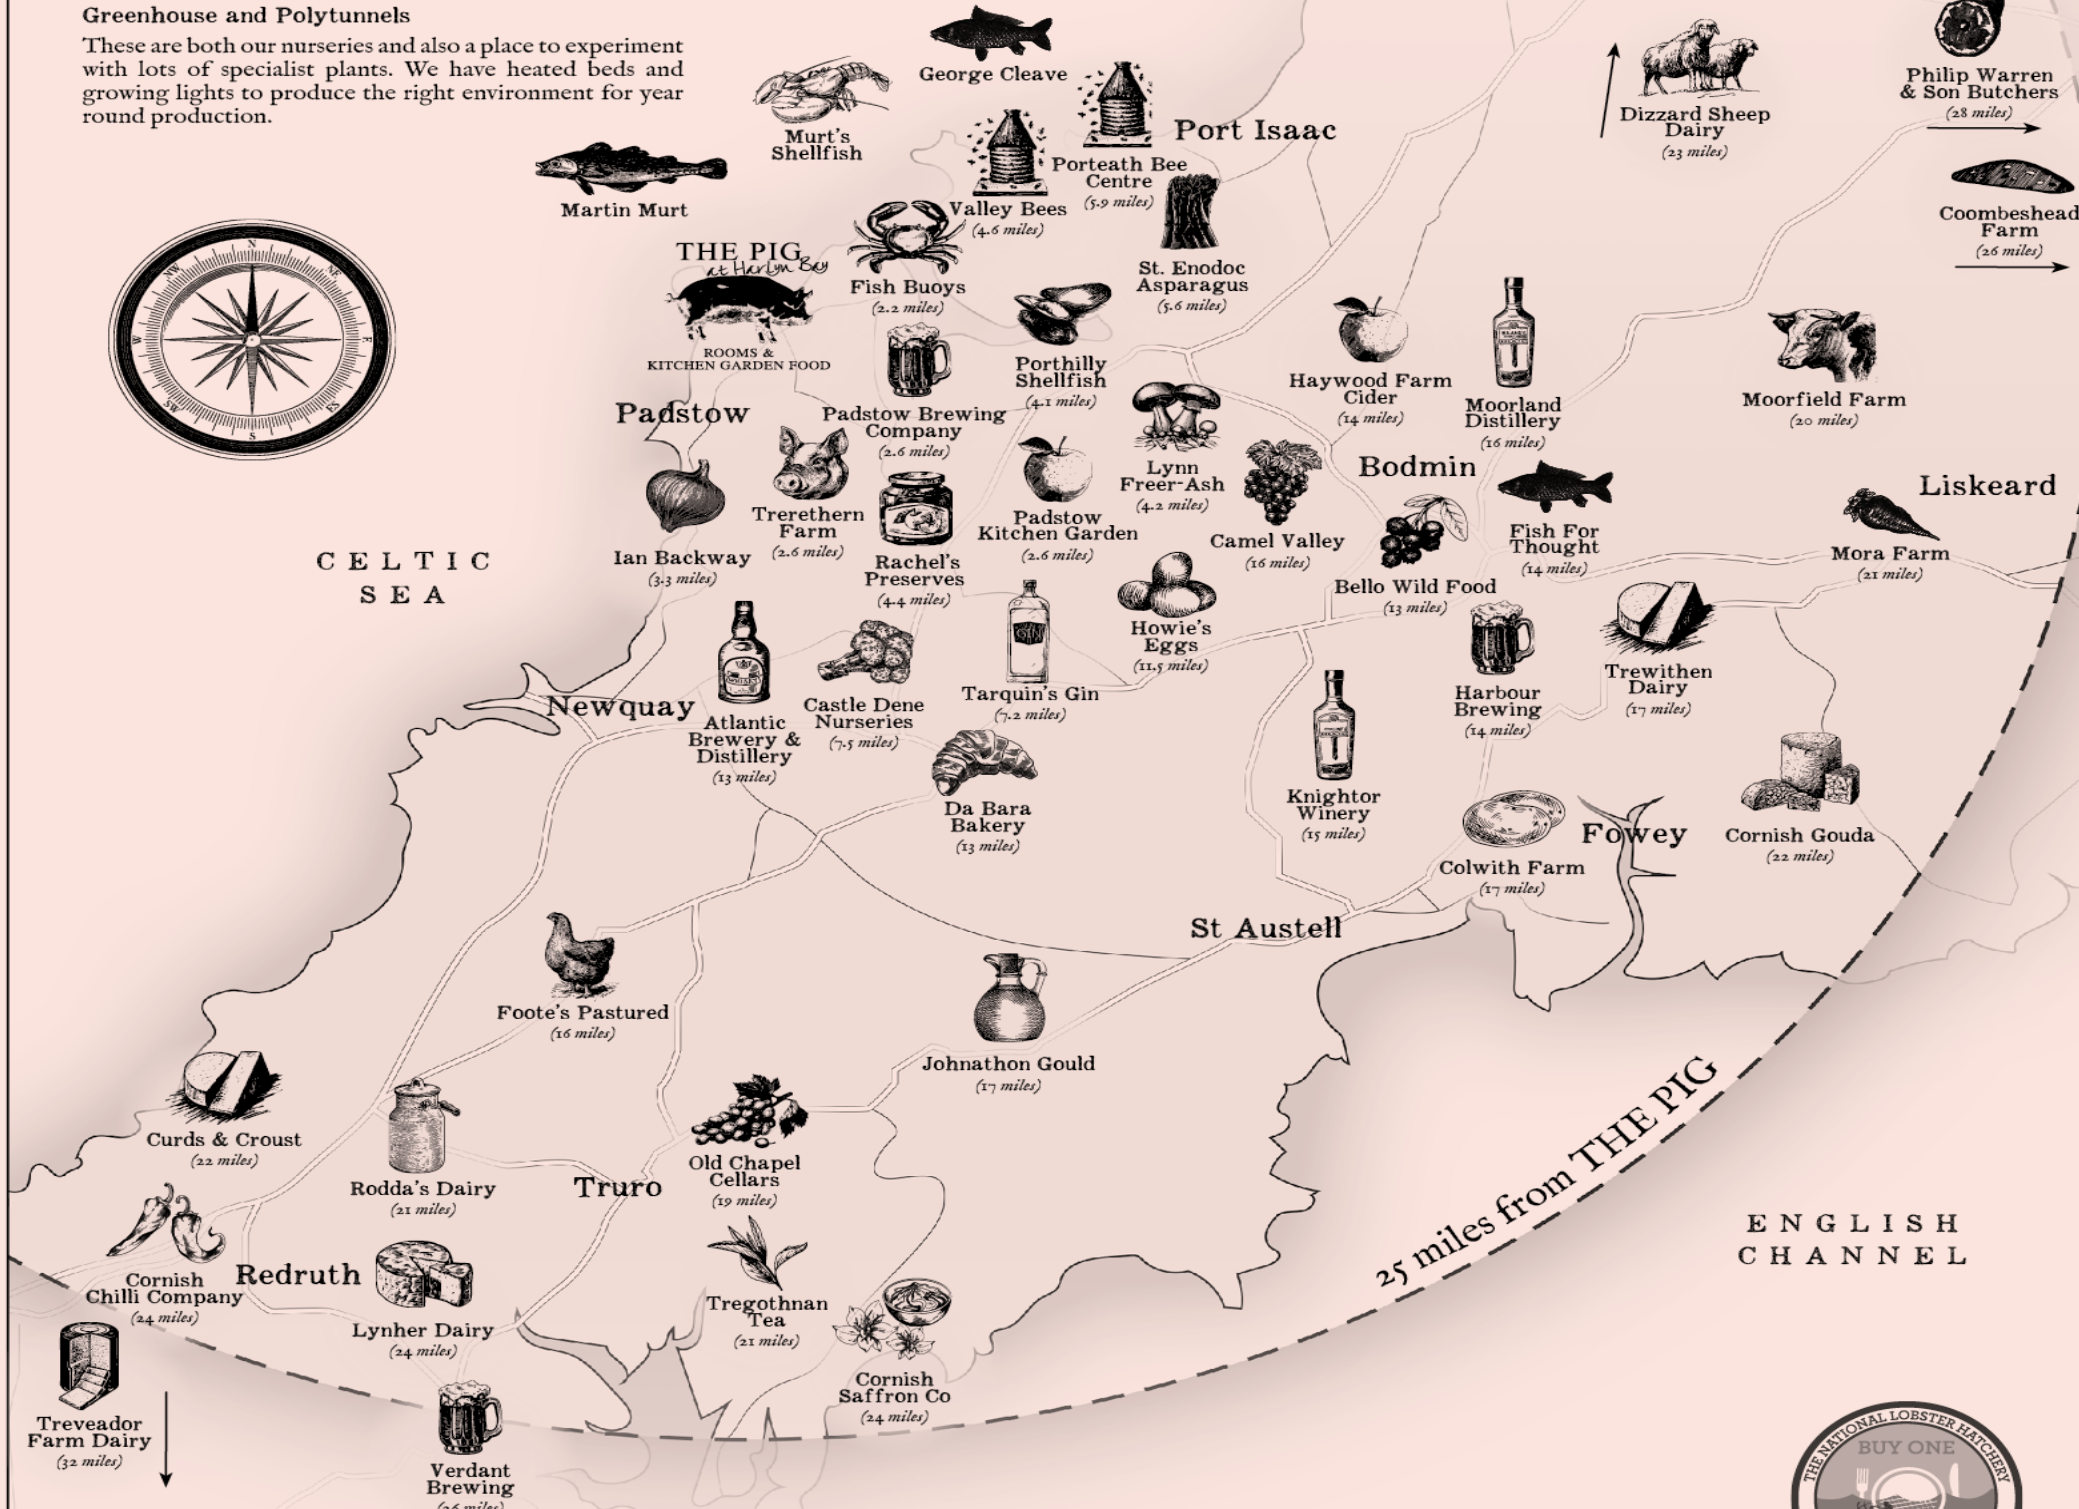 Greenhouse and Polytunnels
These are both our nurseries and also a place to experiment
with lots of specialist plants. We have heated beds and
growing lights to produce the right environment for year
round production.
George Cleave
Murt's
Shellfish
Martin Murt
Porteath Bee
Centre
(5.9 miles)
Port Isaac
Valley Bees
(4.6 miles)
Dizzard Sheep
Dairy
(23 miles)
Philip Warren
& Son Butchers
(28 miles)
Coombeshead
Farm
(26 miles)
N
NE
E
ES
S
SW
W
NW
THE PIG
at Harlyn Bay
ROOMS &
KITCHEN GARDEN FOOD
Fish Buoys
(2.2 miles)
St. Enodoc
Asparagus
(5.6 miles)
Porthilly
Shellfish
(4.1 miles)
Haywood Farm
Cider
(14 miles)
Moorland
Distillery
(16 miles)
Moorfield Farm
(20 miles)
Padstow
Padstow Brewing
Company
(2.6 miles)
Lynn
Freer-Ash
(4.2 miles)
Bodmin
Liskeard
Trerethern
Farm
(2.6 miles)
Padstow
Kitchen Garden
(2.6 miles)
Camel Valley
(16 miles)
Fish For
Thought
(14 miles)
Mora Farm
(21 miles)
CELTIC
SEA
Ian Backway
(3.3 miles)
Rachel's
Preserves
(4.4 miles)
Bello Wild Food
(13 miles)
Howie's
Eggs
(11.5 miles)
GIN
Tarquin's Gin
(7.2 miles)
Trewithen
Dairy
(17 miles)
Harbour
Brewing
(14 miles)
Newquay
WHISKY
Atlantic
Brewery &
Distillery
(13 miles)
Castle Dene
Nurseries
(7.5 miles)
Da Bara
Bakery
(13 miles)
Knightor
Winery
(15 miles)
Fowey
Cornish Gouda
(22 miles)
Colwith Farm
(17 miles)
St Austell
Foote's Pastured
(16 miles)
Johnathon Gould
(17 miles)
Curds & Croust
(22 miles)
Rodda's Dairy
(21 miles)
Truro
Old Chapel
Cellars
(19 miles)
25 miles from THE PIG
ENGLISH
CHANNEL
Cornish
Chilli Company
(24 miles)
Redruth
Lynher Dairy
(24 miles)
Tregothnan
Tea
(21 miles)
Cornish
Saffron Co
(24 miles)
Treveador
Farm Dairy
(32 miles)
Verdant
Brewing
(26 miles)
THE NATIONAL LOBSTER HATCHERY
BUY ONE